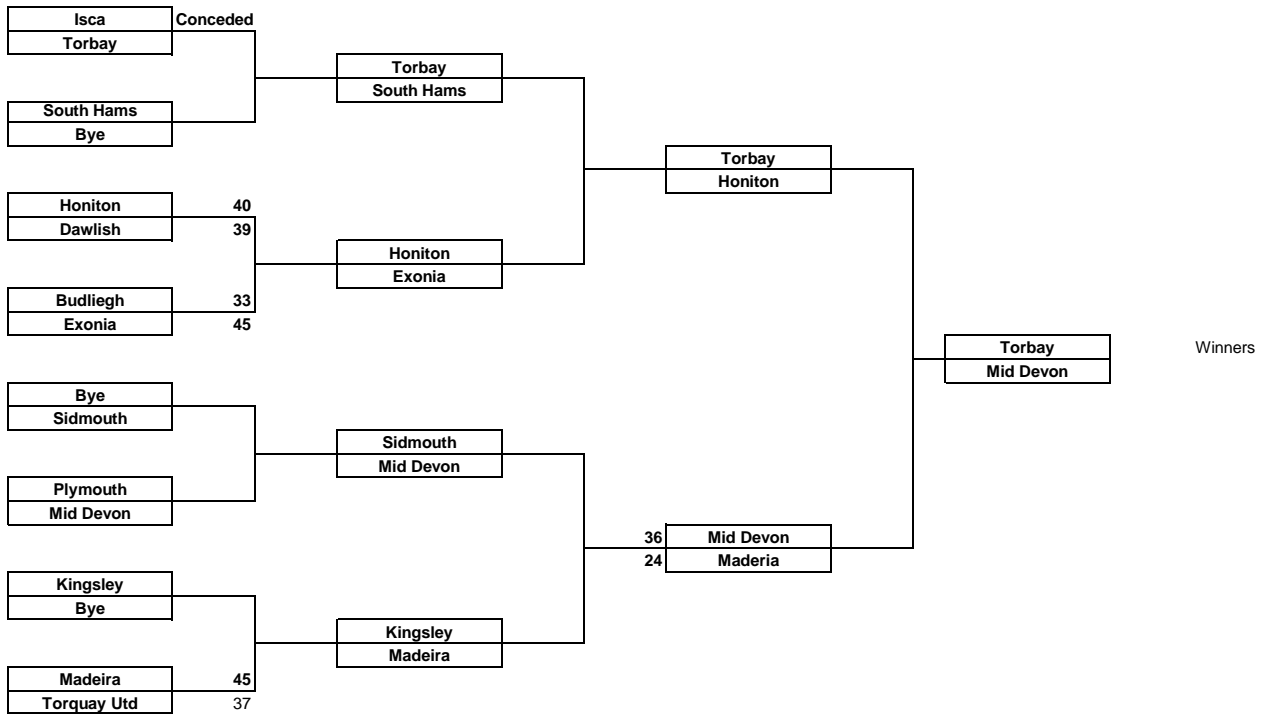 Isca Conceded
Torbay
Torbay
South Hams
South Hams
Bye
Torbay
Honiton
Honiton 40
Dawlish 39
Honiton
Exonia
Budliegh 33
Exonia 45
Torbay Winners
Mid Devon
Bye
Sidmouth
Sidmouth
Mid Devon
Plymouth
Mid Devon
36 Mid Devon
24 Maderia
Kingsley
Bye
Kingsley
Madeira
Madeira 45
Torquay Utd 37